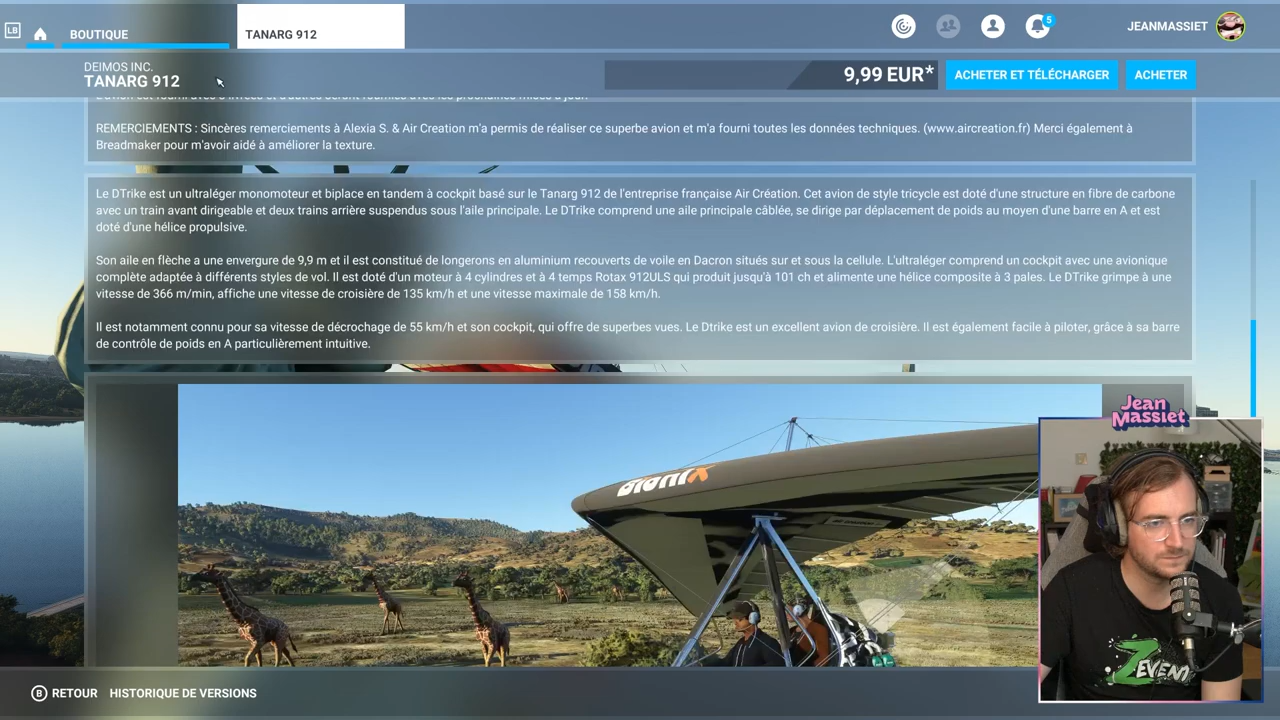 LB
BOUTIQUE
TANARG 912
5
JEANMASSIET
DEIMOS INC.
TANARG 912
9,99 EUR*
ACHETER ET TÉLÉCHARGER
ACHETER
REMERCIEMENTS : Sincères remerciements à Alexia S. & Air Creation m'a permis de réaliser ce superbe avion et m'a fourni toutes les données techniques. (www.aircreation.fr) Merci également à
Breadmaker pour m'avoir aidé à améliorer la texture.
Le DTrike est un ultraléger monomoteur et biplace en tandem à cockpit basé sur le Tanarg 912 de l'entreprise française Air Création. Cet avion de style tricycle est doté d'une structure en fibre de carbone
avec un train avant dirigeable et deux trains arrière suspendus sous l'aile principale. Le DTrike comprend une aile principale câblée, se dirige par déplacement de poids au moyen d'une barre en A et est
doté d'une hélice propulsive.
Son aile en flèche a une envergure de 9,9 m et il est constitué de longerons en aluminium recouverts de voile en Dacron situés sur et sous la cellule. L'ultraléger comprend un cockpit avec une avionique
complète adaptée à différents styles de vol. Il est doté d'un moteur à 4 cylindres et à 4 temps Rotax 912ULS qui produit jusqu'à 101 ch et alimente une hélice composite à 3 pales. Le DTrike grimpe à une
vitesse de 366 m/min, affiche une vitesse de croisière de 135 km/h et une vitesse maximale de 158 km/h.
Il est notamment connu pour sa vitesse de décrochage de 55 km/h et son cockpit, qui offre de superbes vues. Le Dtrike est un excellent avion de croisière. Il est également facile à piloter, grâce à sa barre
de contrôle de poids en A particulièrement intuitive.
Jean
Massiet
BioniX
ZEVENT
B RETOUR
HISTORIQUE DE VERSIONS